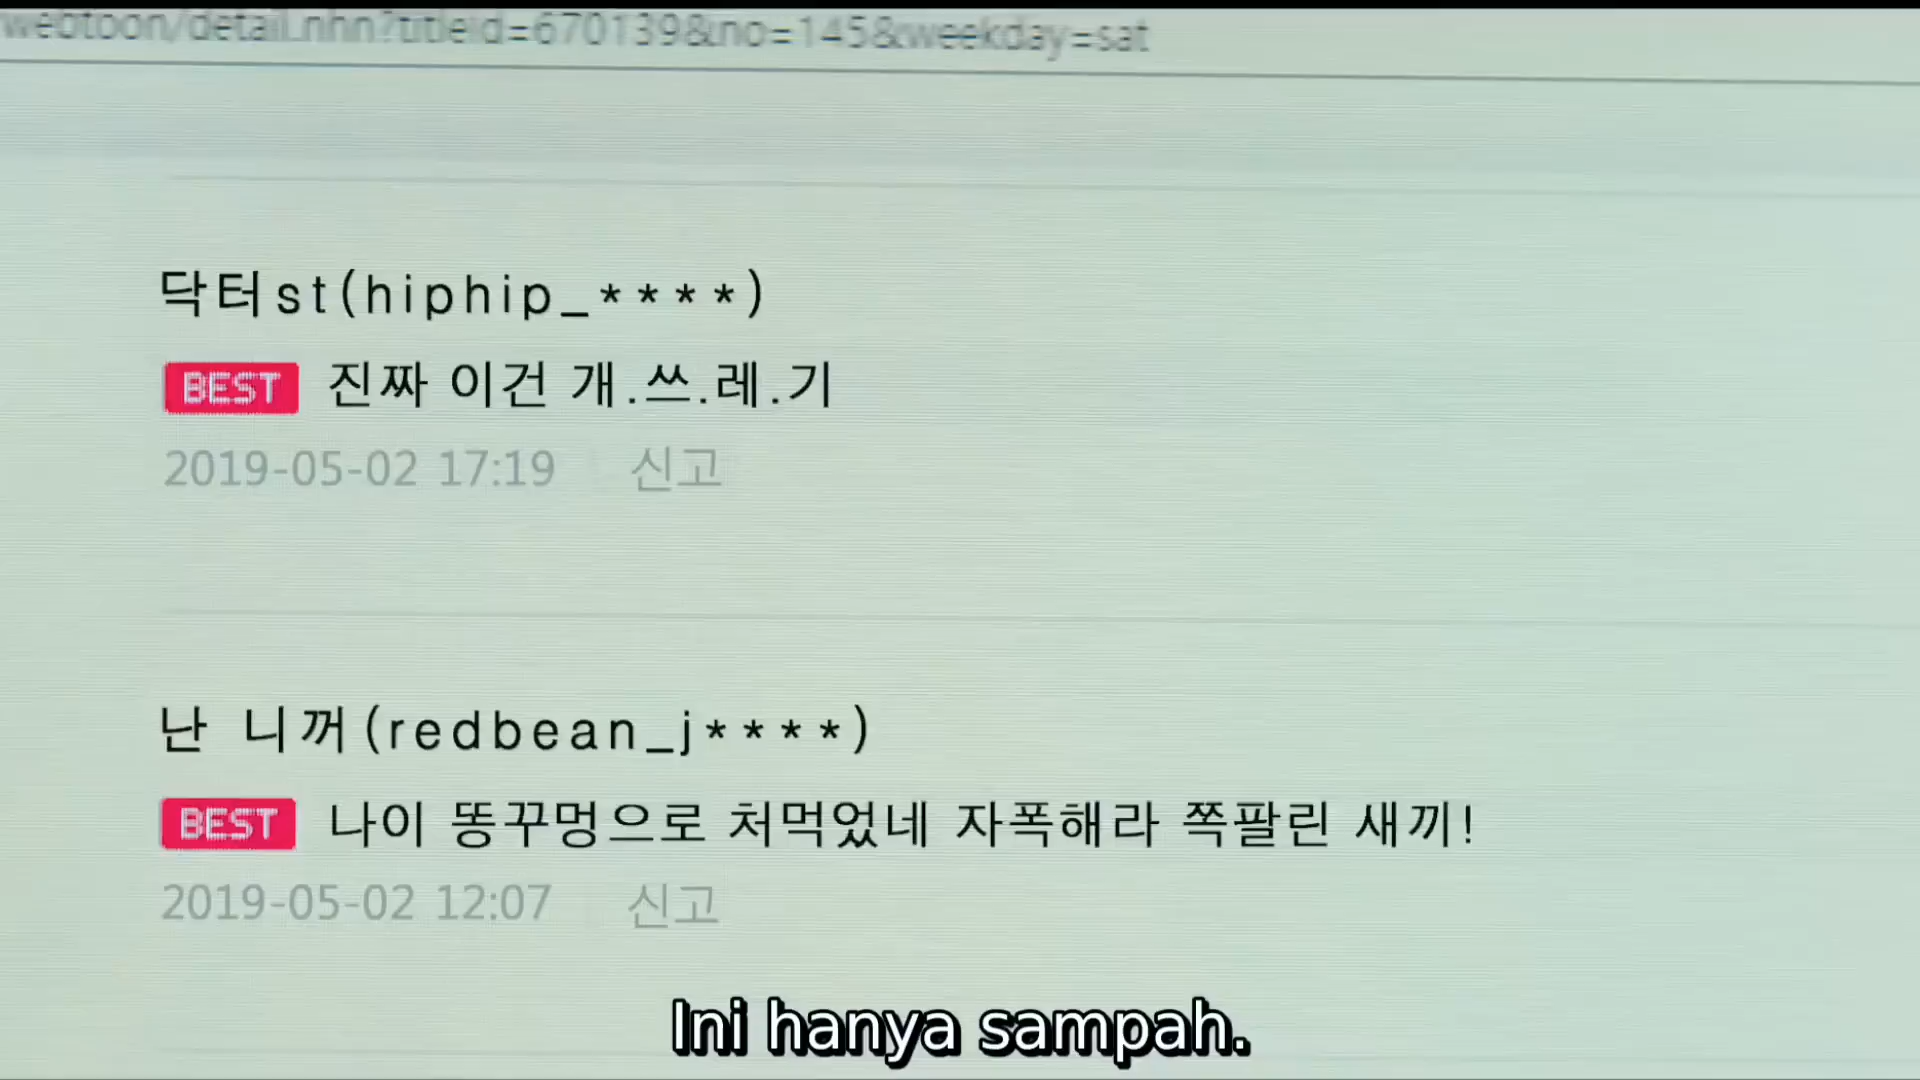 webtoon/detail.nhn?titleId=670139&no=145&weekday=sat
닥터st(hiphip_****)
BEST 진짜 이건 개.쓰.레.기
2019-05-02 17:19 신고
난 니꺼(redbean_j****)
BEST 나이 똥꾸멍으로 처먹었네 자폭해라 쪽팔린 새끼!
2019-05-02 12:07 신고
Ini hanya sampah.